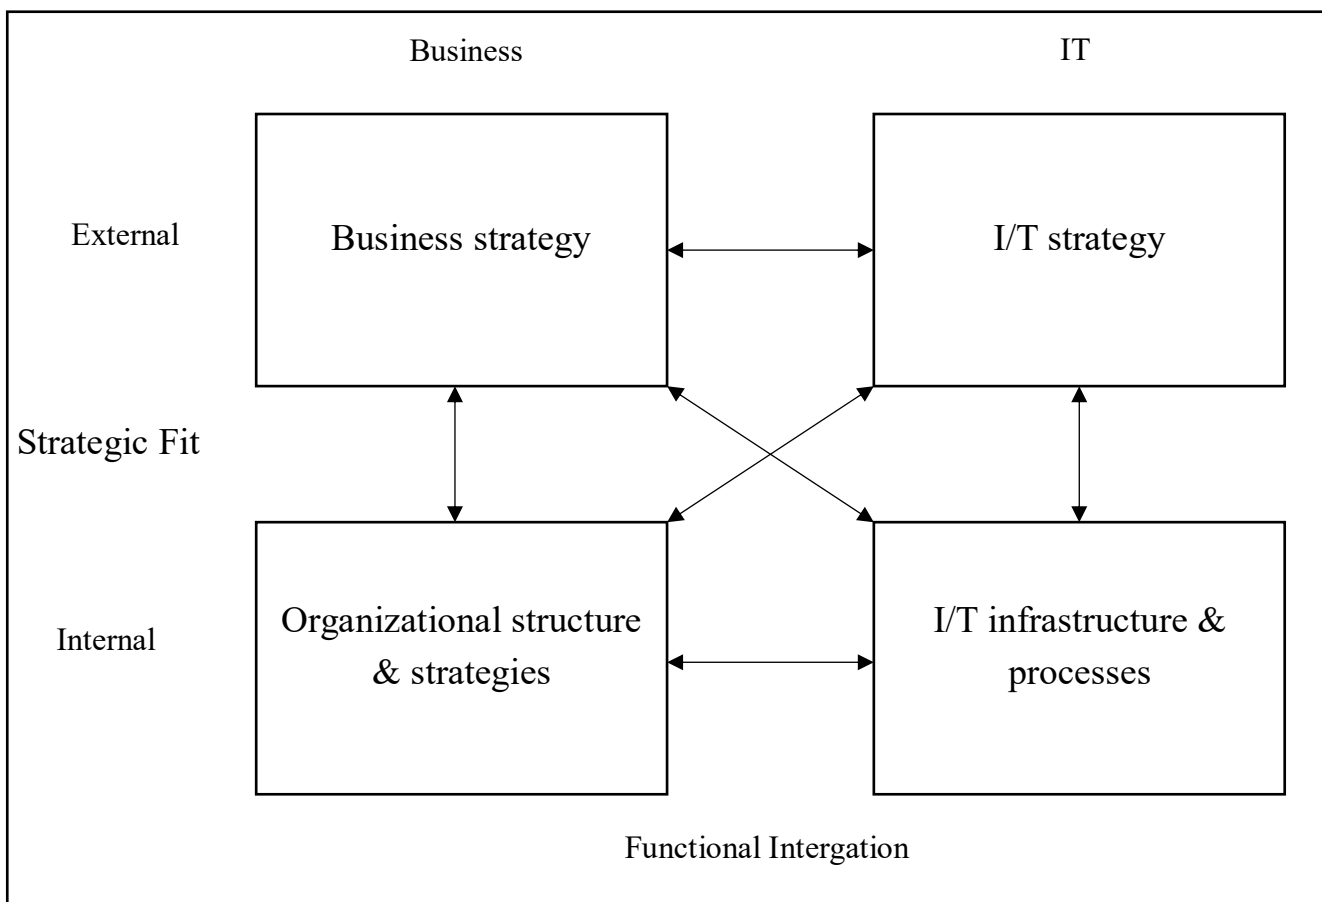 Business
IT
External
Business strategy
I/T strategy
Strategic Fit
Internal
Organizational structure
& strategies
I/T infrastructure &
processes
Functional Intergation